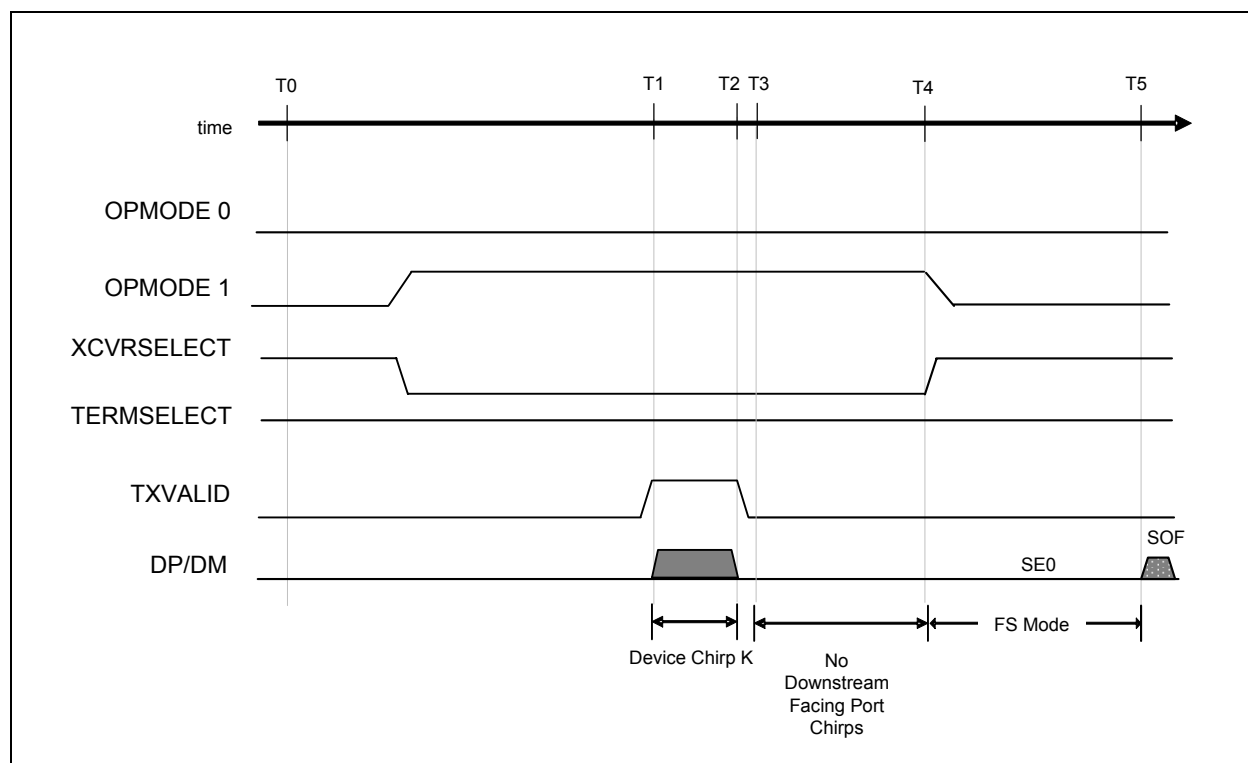 T0 T1 T2 T3 T4 T5
time
OPMODE 0
OPMODE 1
XCVRSELECT
TERMSELECT
TXVALID
SOF
DP/DM
SE0
Device Chirp K
FS Mode
No
Downstream
Facing Port
Chirps